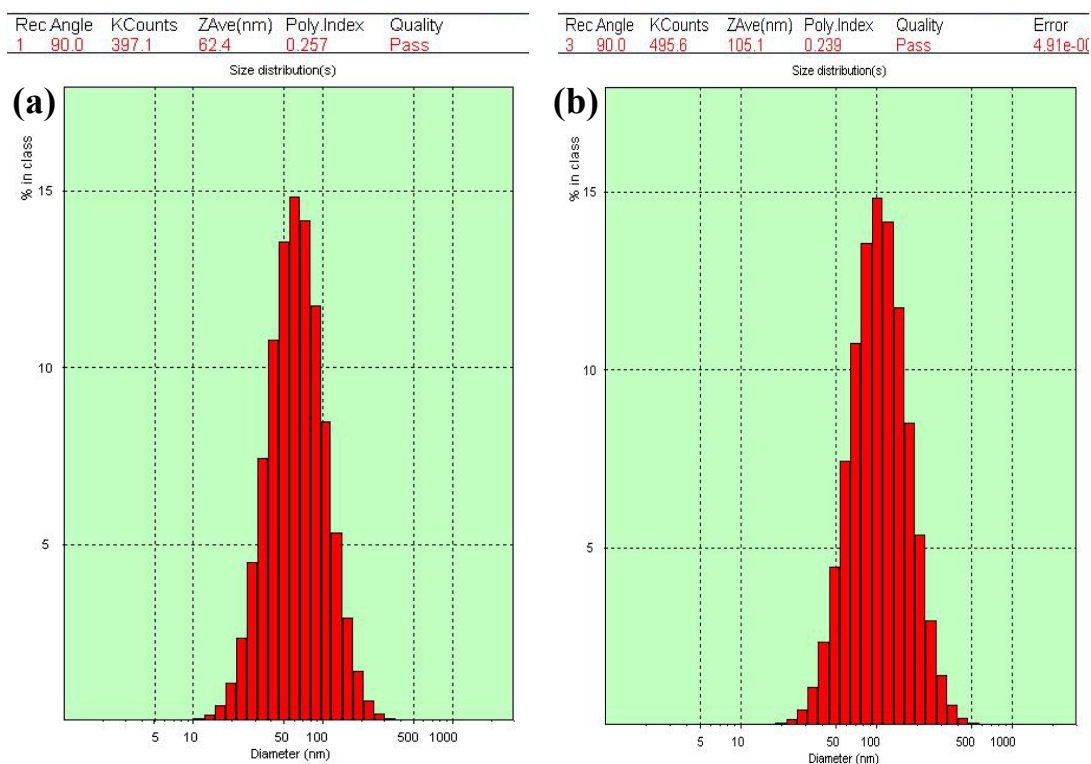 Rec Angle KCounts ZAve(nm) Poly.Index Quality
1 90.0 397.1 62.4 0.257 Pass
Size distribution(s)
(a)
% in class
15
10
5
5 10 50 100 500 1000
Diameter (nm)
Rec Angle KCounts ZAve(nm) Poly.Index Quality Error
3 90.0 495.6 105.1 0.239 Pass 4.91e-00
Size distribution(s)
(b)
% in class
15
10
5
5 10 50 100 500 1000
Diameter (nm)